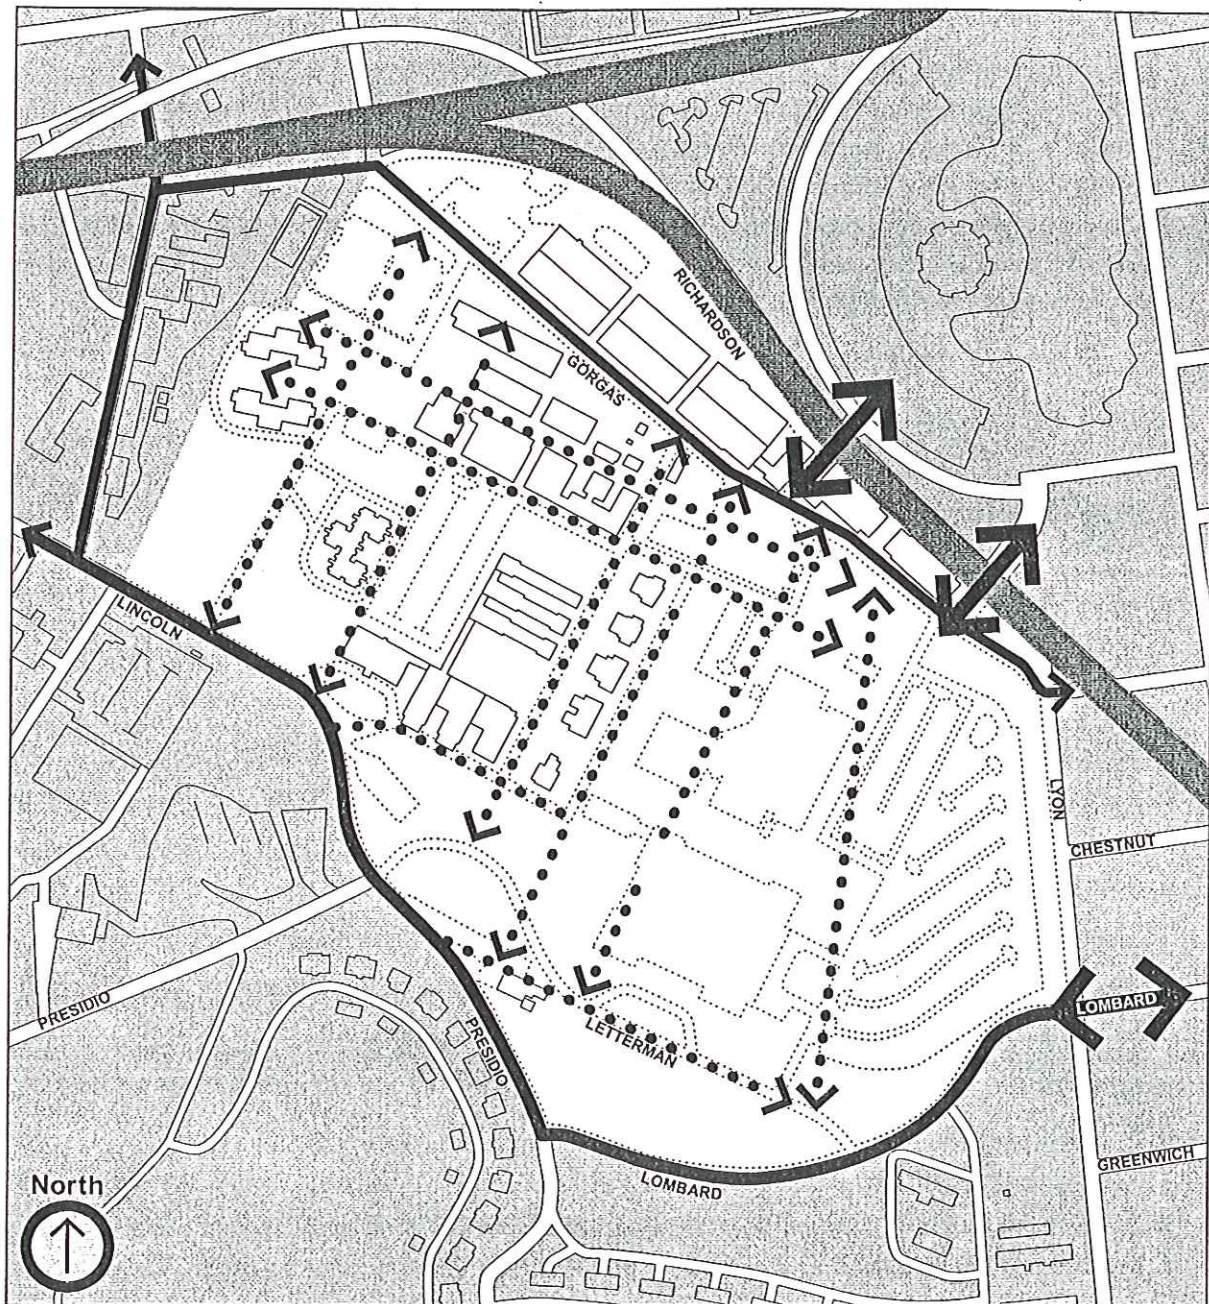 RICHARDSON
GORGAS
LINCOLN
LYON
CHESTNUT
LOMBARD
PRESIDIO
PRESIDIO
LETTERMAN
GREENWICH
LOMBARD
North